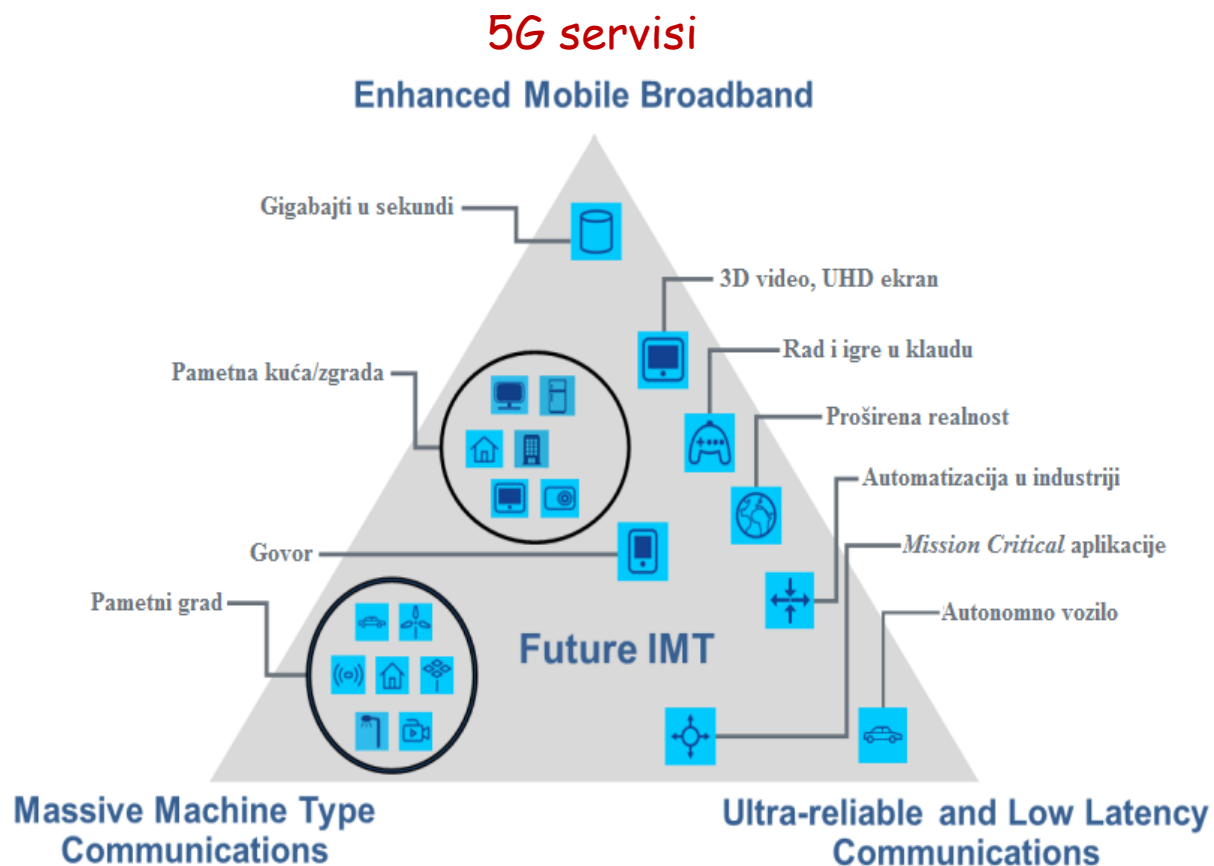 5G servisi
Enhanced Mobile Broadband
Gigabajti u sekundi
3D video, UHD ekran
Rad i igre u klaudu
Pametna kuća/zgrada
Proširena realnost
Automatizacija u industriji
Mission Critical aplikacije
Govor
Pametni grad
Autonomno vozilo
Future IMT
Massive Machine Type
Communications
Ultra-reliable and Low Latency
Communications